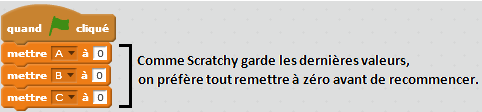 quand cliqué
mettre A à 0
mettre B à 0
mettre C à 0
Comme Scratchy garde les dernières valeurs,
on préfère tout remettre à zéro avant de recommencer.